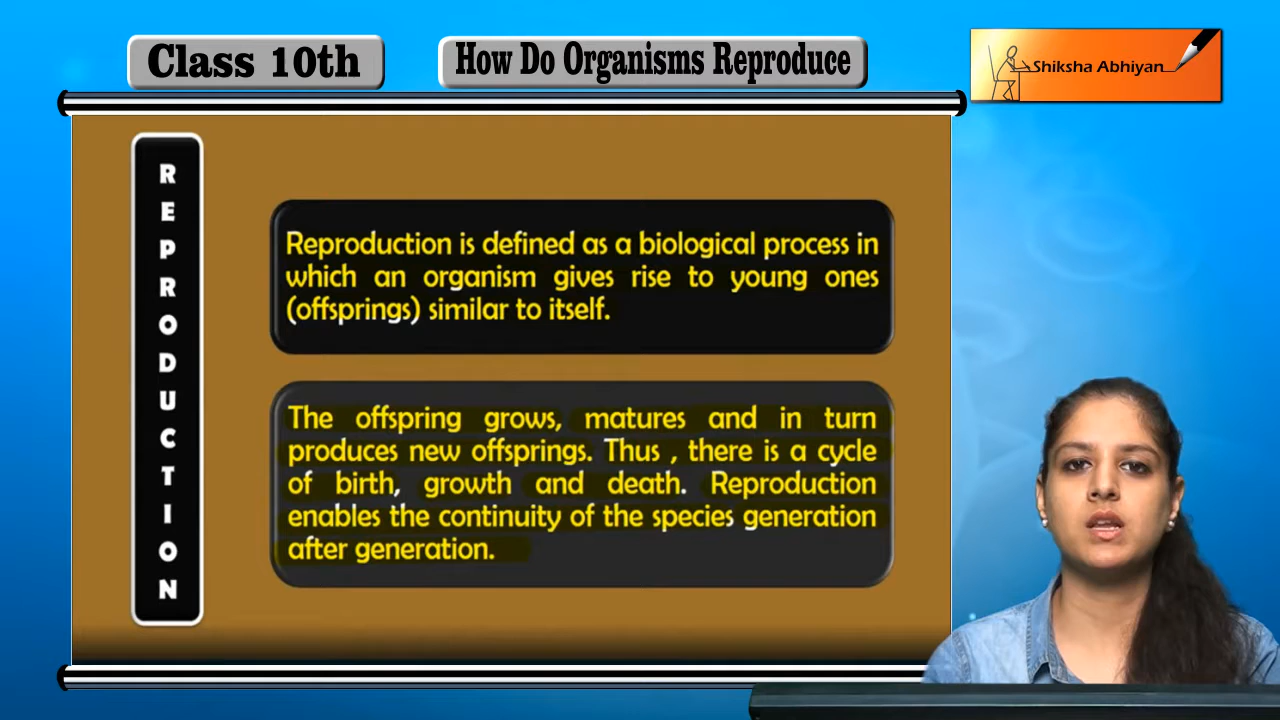 Class 10th
How Do Organisms Reproduce
Shiksha Abhiyan
REPRODUCTION
Reproduction is defined as a biological process in
which an organism gives rise to young ones
(offsprings) similar to itself.
The offspring grows, matures and in turn
produces new offsprings. Thus , there is a cycle
of birth, growth and death. Reproduction
enables the continuity of the species generation
after generation.